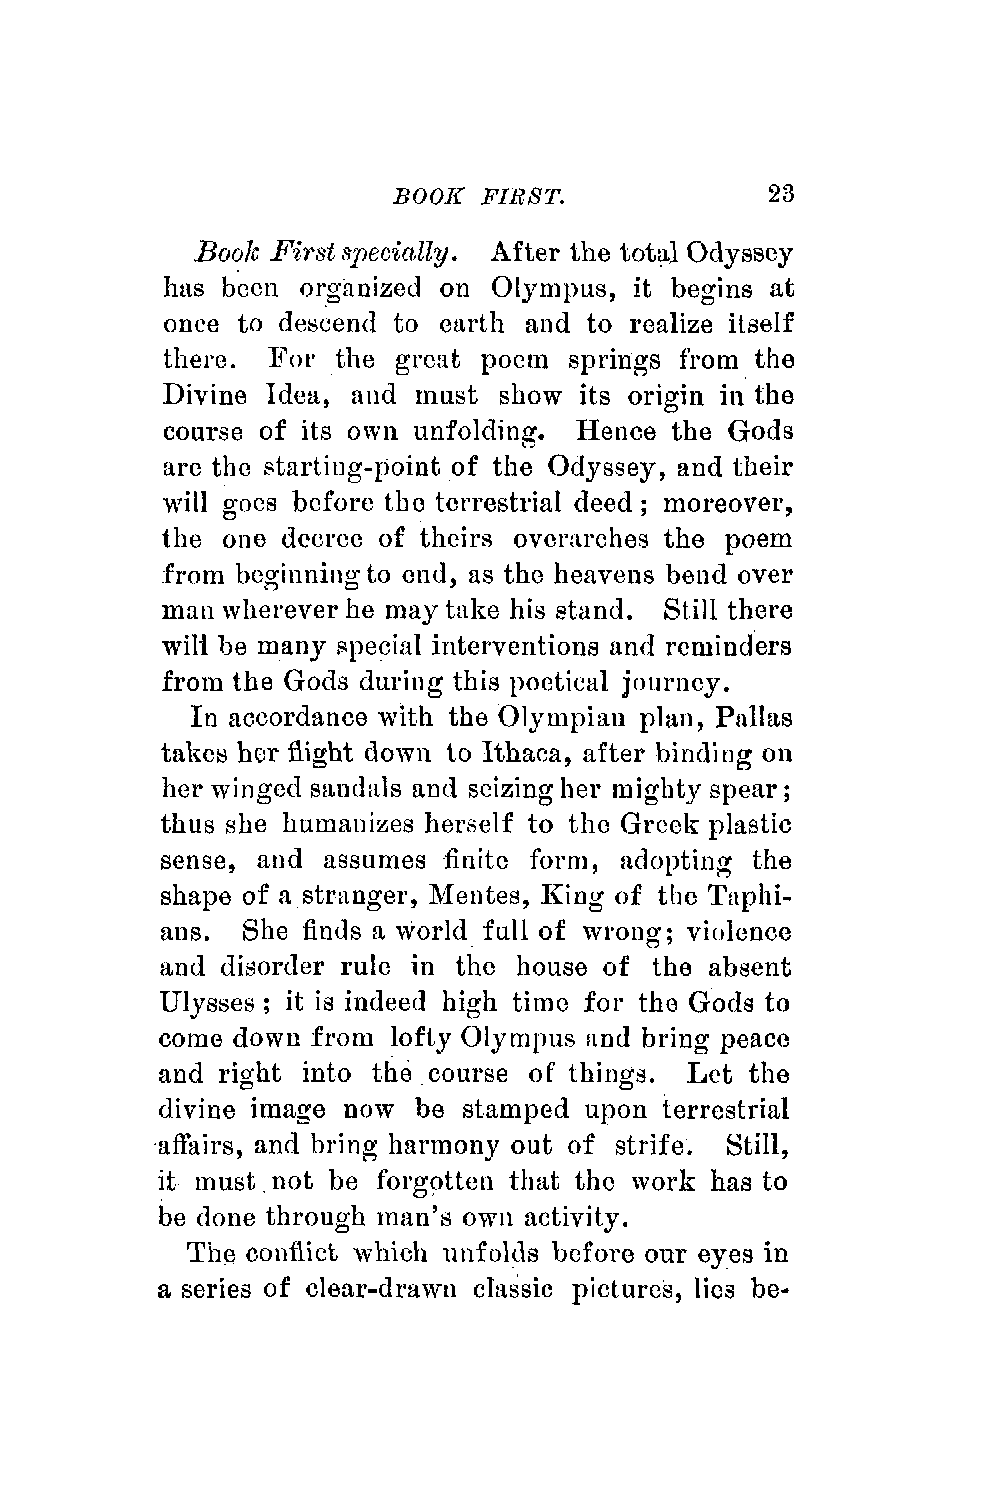 BOOK FIRST. 23
Book First specially. After the total Odyssey
has been organized on Olympus, it begins at
once to descend to earth and to realize itself
there. For the great poem springs from the
Divine Idea, and must show its origin in the
course of its own unfolding. Hence the Gods
are the starting-point of the Odyssey, and their
will goes before the terrestrial deed; moreover,
the one decree of theirs overarches the poem
from beginning to end, as the heavens bend over
man wherever he may take his stand. Still there
will be many special interventions and reminders
from the Gods during this poetical journey.
In accordance with the Olympian plan, Pallas
takes her flight down to Ithaca, after binding on
her winged sandals and seizing her mighty spear;
thus she humanizes herself to the Greek plastic
sense, and assumes finite form, adopting the
shape of a stranger, Mentes, King of the Taphi-
ans. She finds a world full of wrong; violence
and disorder rule in the house of the absent
Ulysses; it is indeed high time for the Gods to
come down from lofty Olympus and bring peace
and right into the course of things. Let the
divine image now be stamped upon terrestrial
affairs, and bring harmony out of strife. Still,
it must not be forgotten that the work has to
be done through man's own activity.
The conflict which unfolds before our eyes in
a series of clear-drawn classic pictures, lies be-